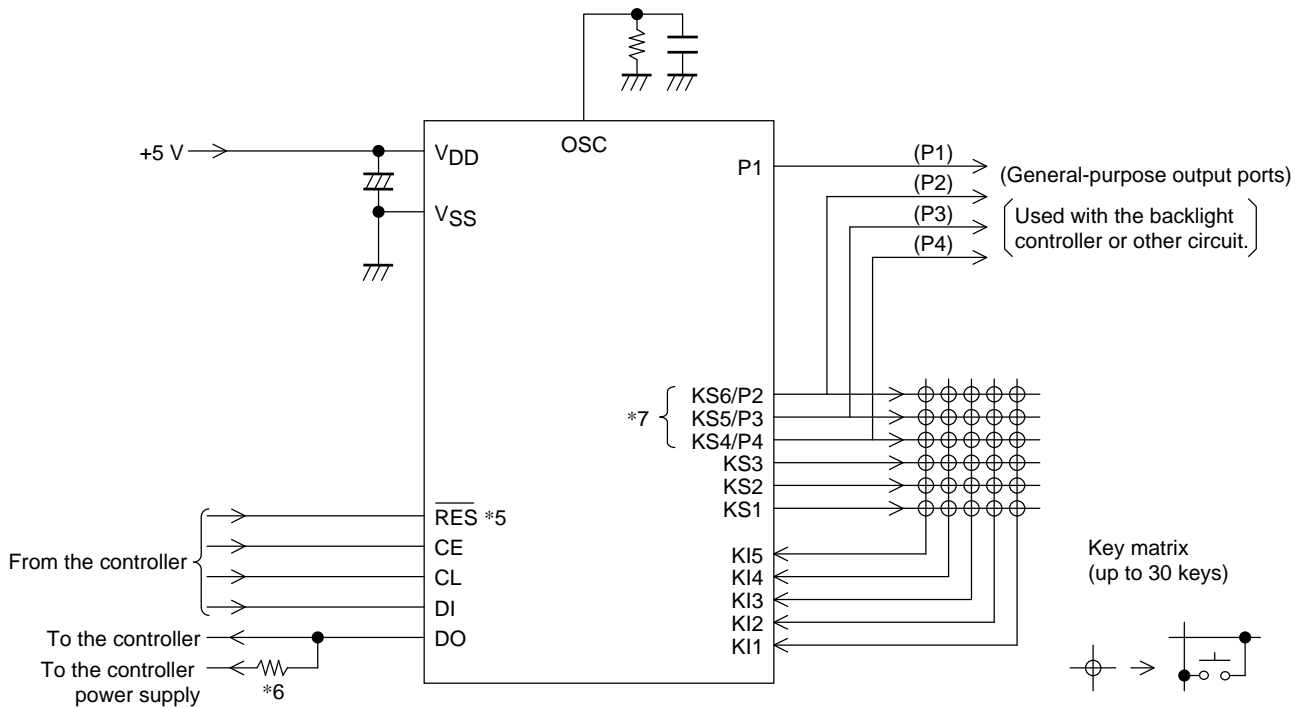 OSC
+5 V
VDD
VSS
P1
(P1)
(P2)
(P3)
(P4)
(General-purpose output ports)
Used with the backlight
controller or other circuit.
*7
KS6/P2
KS5/P3
KS4/P4
KS3
KS2
KS1
From the controller
RES *5
CE
CL
DI
DO
KI5
KI4
KI3
KI2
KI1
Key matrix
(up to 30 keys)
To the controller
To the controller
power supply
*6